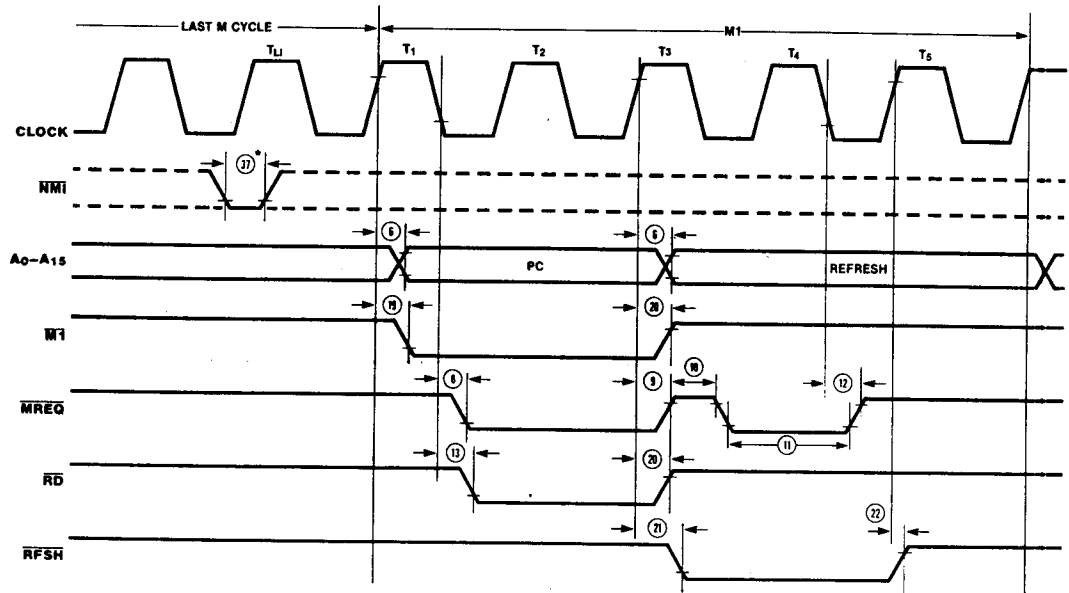 LAST M CYCLE M1
TLI T1 T2 T3 T4 T5
CLOCK
37*
NMI
6 6
A0–A15 PC REFRESH
19 20
M1
8 9 10 12
MREQ
11
13 20
RD
21 22
RFSH